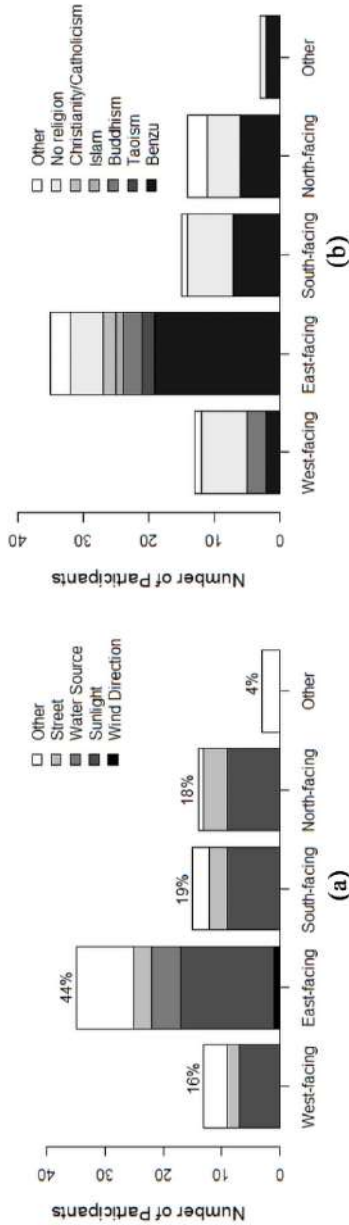 Number of Participants
40
30
20
10
0
Other
Street
Water Source
Sunlight
Wind Direction
16%
44%
19%
18%
4%
West-facing
East-facing
South-facing
North-facing
Other
(a)
Number of Participants
40
30
20
10
0
Other
No religion
Christianity/Catholicism
Islam
Buddhism
Taoism
Benzu
West-facing
East-facing
South-facing
North-facing
Other
(b)